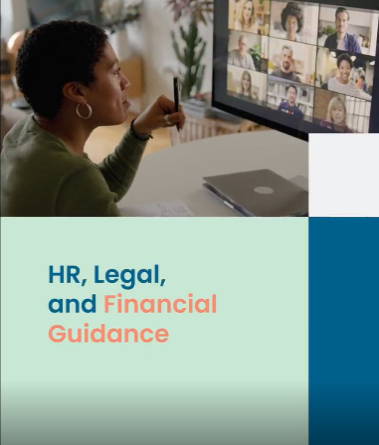 HR, Legal,
and Financial
Guidance